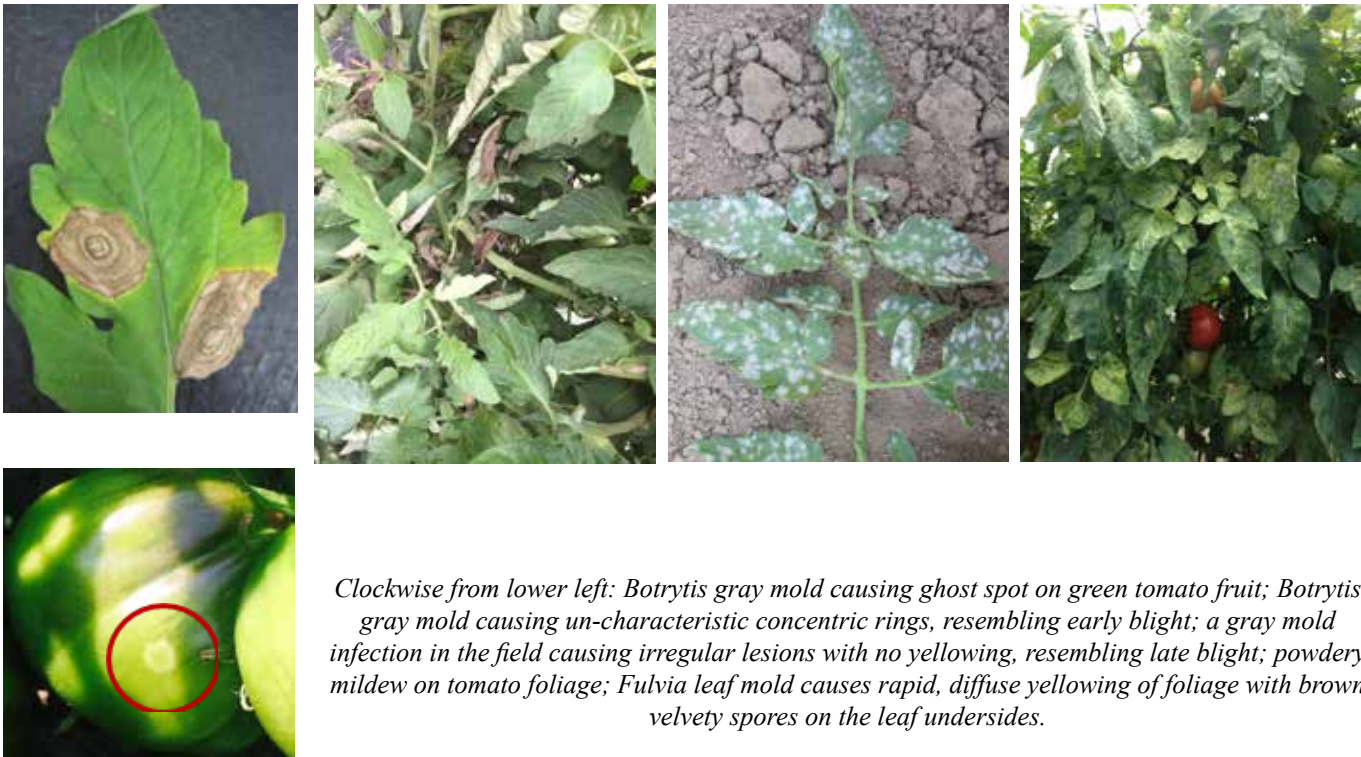 Clockwise from lower left: Botrytis gray mold causing ghost spot on green tomato fruit; Botrytis
gray mold causing un-characteristic concentric rings, resembling early blight; a gray mold
infection in the field causing irregular lesions with no yellowing, resembling late blight; powdery
mildew on tomato foliage; Fulvia leaf mold causes rapid, diffuse yellowing of foliage with brown
velvety spores on the leaf undersides.